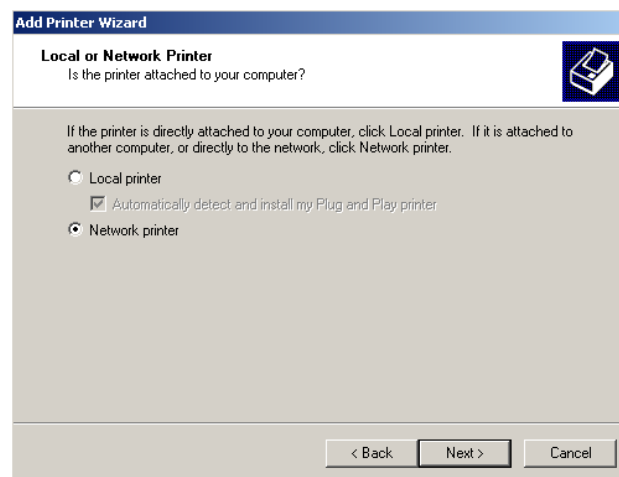 Add Printer Wizard
Local or Network Printer
Is the printer attached to your computer?
If the printer is directly attached to your computer, click Local printer.  If it is attached to
another computer, or directly to the network, click Network printer.
Local printer
Automatically detect and install my Plug and Play printer
Network printer
< Back
Next >
Cancel